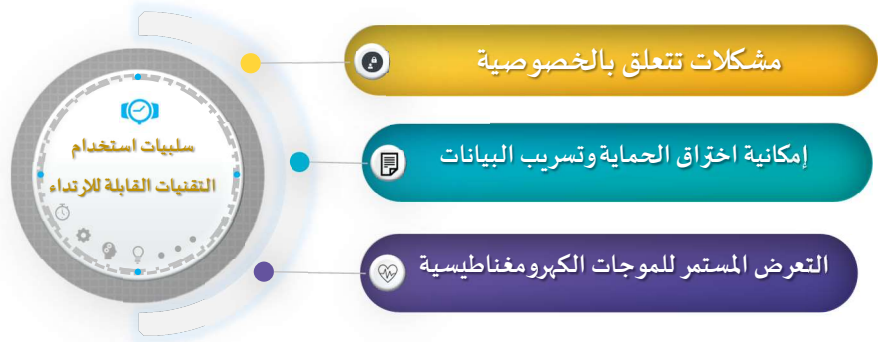 سلبيات استخدام
التقنيات القابلة للارتداء
مشكلات تتعلق بالخصوصية
إمكانية اختراق الحماية وتسريب البيانات
التعرض المستمر للموجات الكهرومغناطيسية